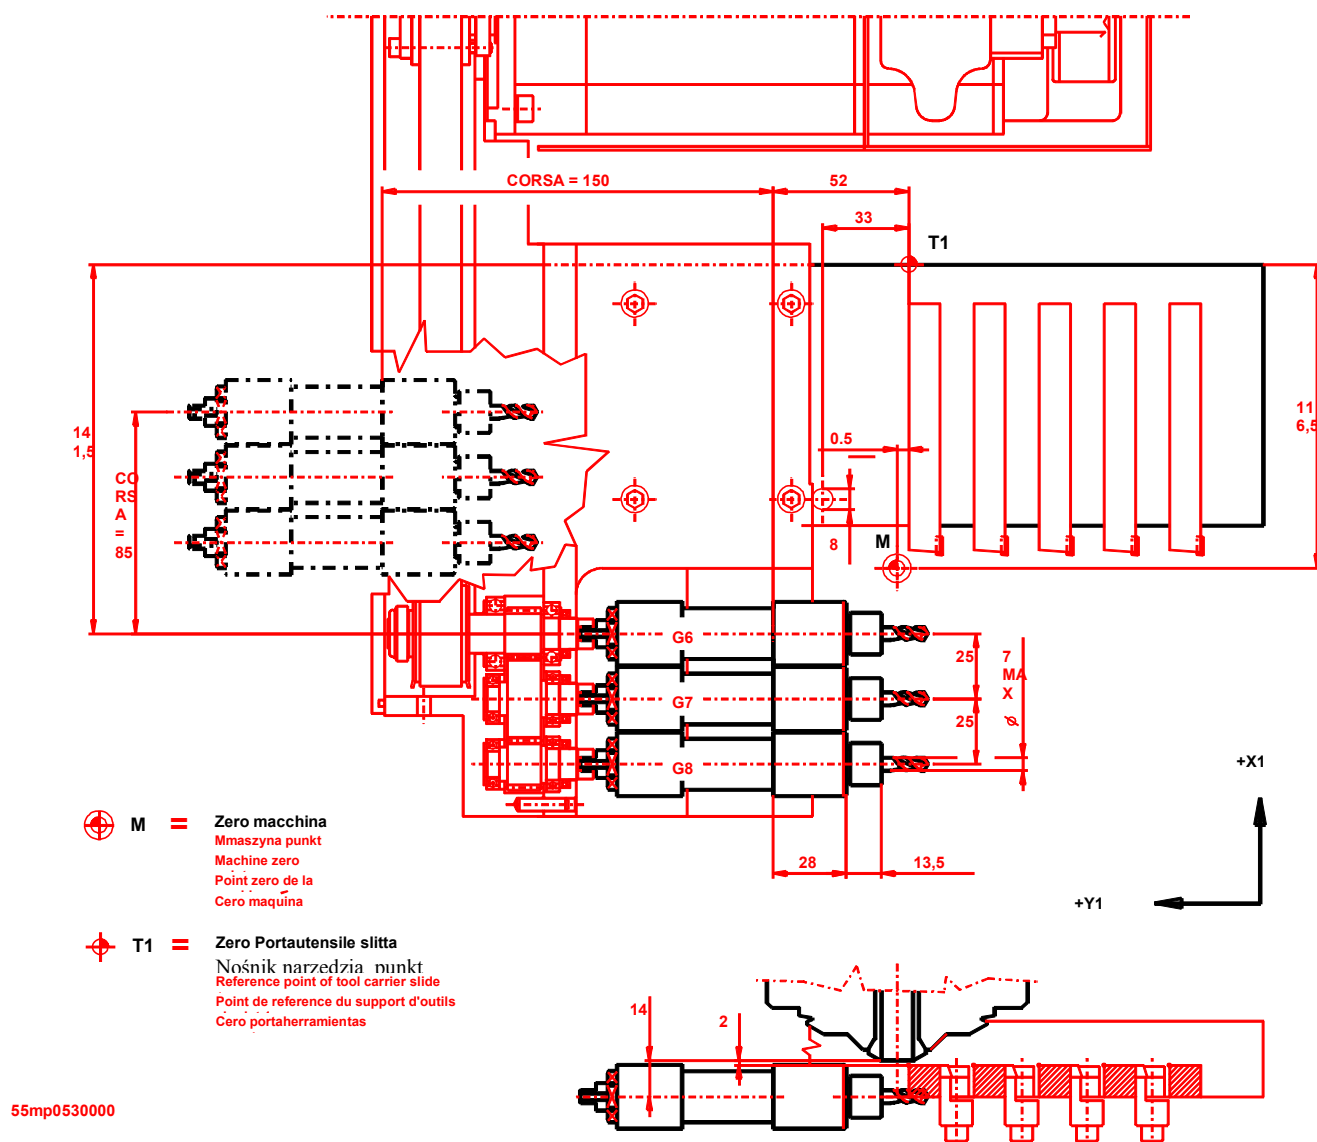 CORSA = 150
52
33
T1
14
1,5
CO
RS
A
=
85
0.5
11
6,5
M
8
G6
25
7
MA
X
ø
G7
25
G8
+X1
M = Zero macchina
Mmaszyna punkt
Machine zero
Point zero de la
Cero maquina
28
13,5
+Y1
T1 = Zero Portautensile slitta
Nośnik narzędzia punkt
Reference point of tool carrier slide
Point de reference du support d'outils
Cero portaherramientas
14
2
55mp0530000